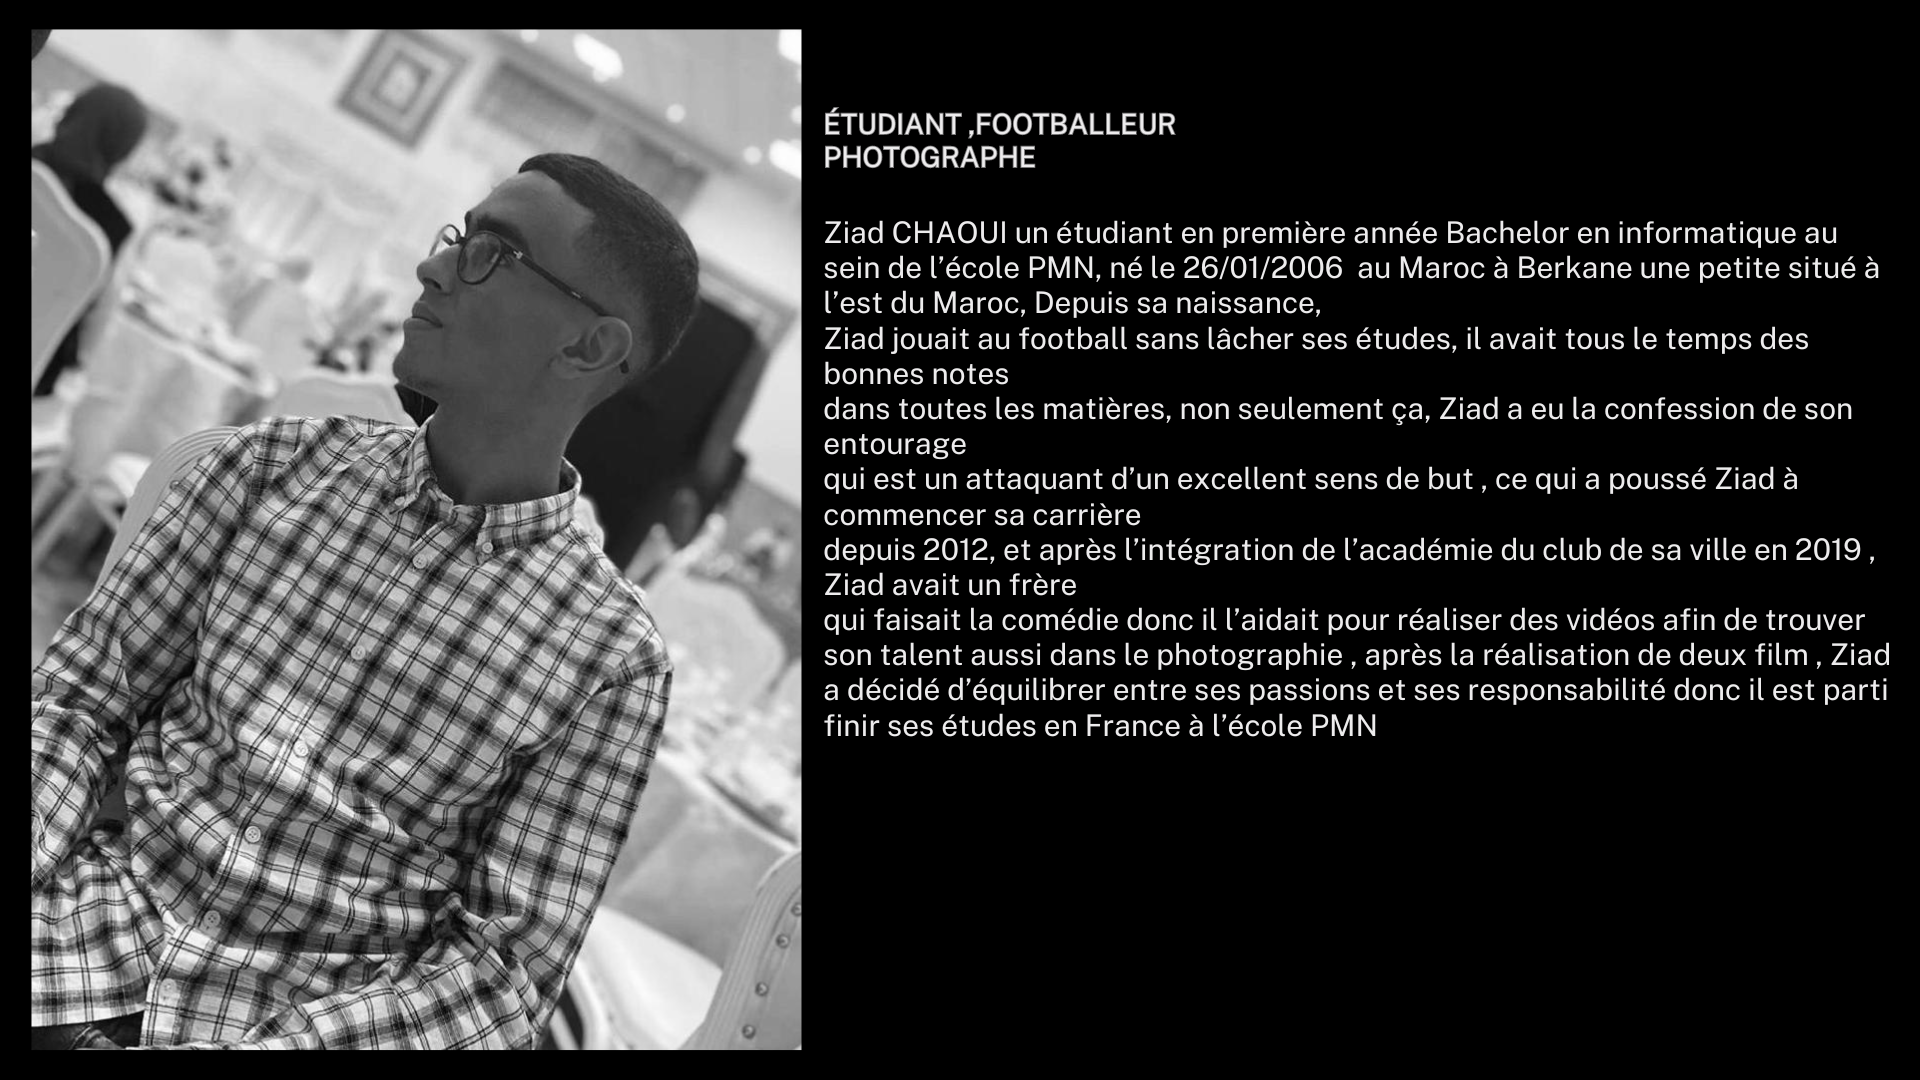 ÉTUDIANT ,FOOTBALLEUR
PHOTOGRAPHE
Ziad CHAOUI un étudiant en première année Bachelor en informatique au
sein de l’école PMN, né le 26/01/2006  au Maroc à Berkane une petite situé à
l’est du Maroc, Depuis sa naissance,
Ziad jouait au football sans lâcher ses études, il avait tous le temps des
bonnes notes
dans toutes les matières, non seulement ça, Ziad a eu la confession de son
entourage
qui est un attaquant d’un excellent sens de but , ce qui a poussé Ziad à
commencer sa carrière
depuis 2012, et après l’intégration de l’académie du club de sa ville en 2019 ,
Ziad avait un frère
qui faisait la comédie donc il l’aidait pour réaliser des vidéos afin de trouver
son talent aussi dans le photographie , après la réalisation de deux film , Ziad
a décidé d’équilibrer entre ses passions et ses responsabilité donc il est parti
finir ses études en France à l’école PMN